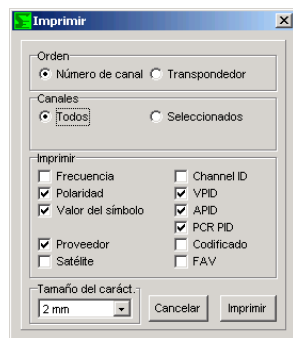 Imprimir
Orden
Número de canal Transpondedor
Canales
Todos Seleccionados
Imprimir
Frecuencia Channel ID
Polaridad VPID
Valor del símbolo APID
PCR PID
Proveedor Codificado
Satélite FAV
Tamaño del caráct.
2 mm Cancelar Imprimir